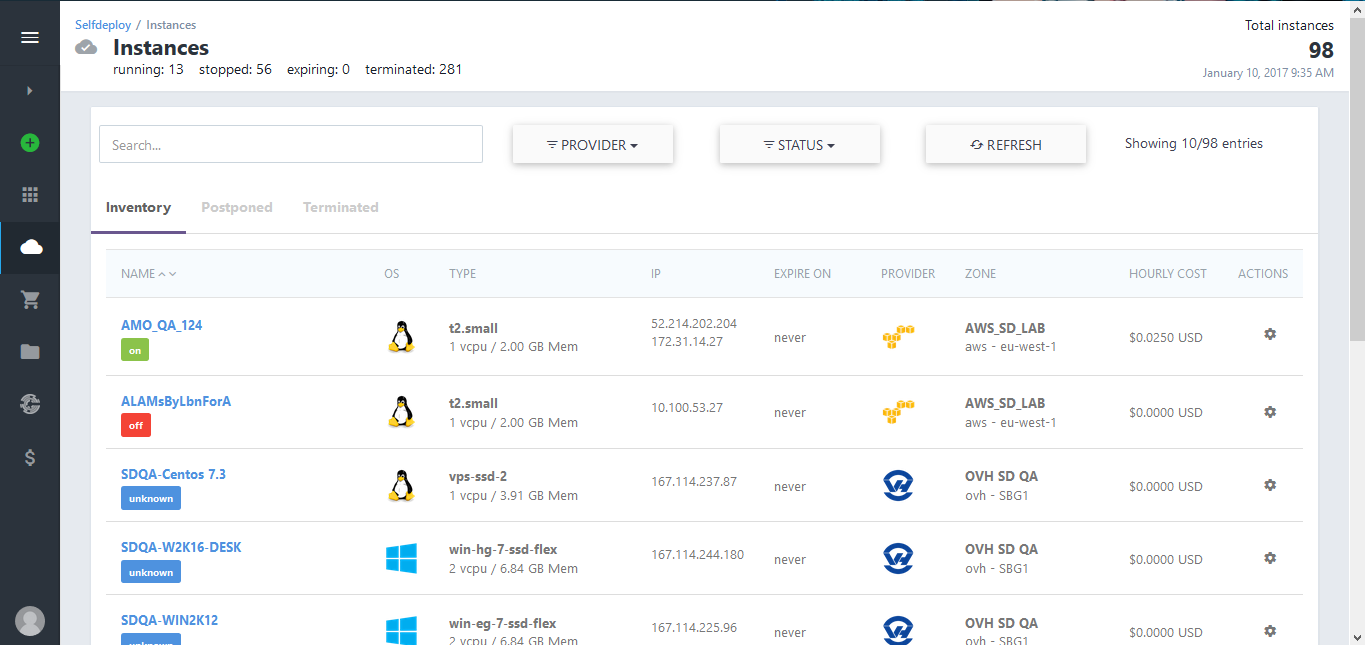 Selfdeploy / Instances
Instances
running: 13 stopped: 56 expiring: 0 terminated: 281
Total instances
98
January 10, 2017 9:35 AM
Search...
PROVIDER
STATUS
REFRESH
Showing 10/98 entries
Inventory Postponed Terminated
NAME OS TYPE IP EXPIRE ON PROVIDER ZONE HOURLY COST ACTIONS
AMO_QA_124
on
t2.small
1 vcpu / 2.00 GB Mem
52.214.202.204
172.31.14.27
never
AWS_SD_LAB
aws - eu-west-1
$0.0250 USD
ALAMsByLbnForA
off
t2.small
1 vcpu / 2.00 GB Mem
10.100.53.27
never
AWS_SD_LAB
aws - eu-west-1
$0.0000 USD
SDQA-Centos 7.3
unknown
vps-ssd-2
1 vcpu / 3.91 GB Mem
167.114.237.87
never
OVH SD QA
ovh - SBG1
$0.0000 USD
SDQA-W2K16-DESK
unknown
win-hg-7-ssd-flex
2 vcpu / 6.84 GB Mem
167.114.244.180
never
OVH SD QA
ovh - SBG1
$0.0000 USD
SDQA-WIN2K12
unknown
win-eg-7-ssd-flex
2 vcpu / 6.84 GB Mem
167.114.225.96
never
OVH SD QA
ovh - SBG1
$0.0000 USD